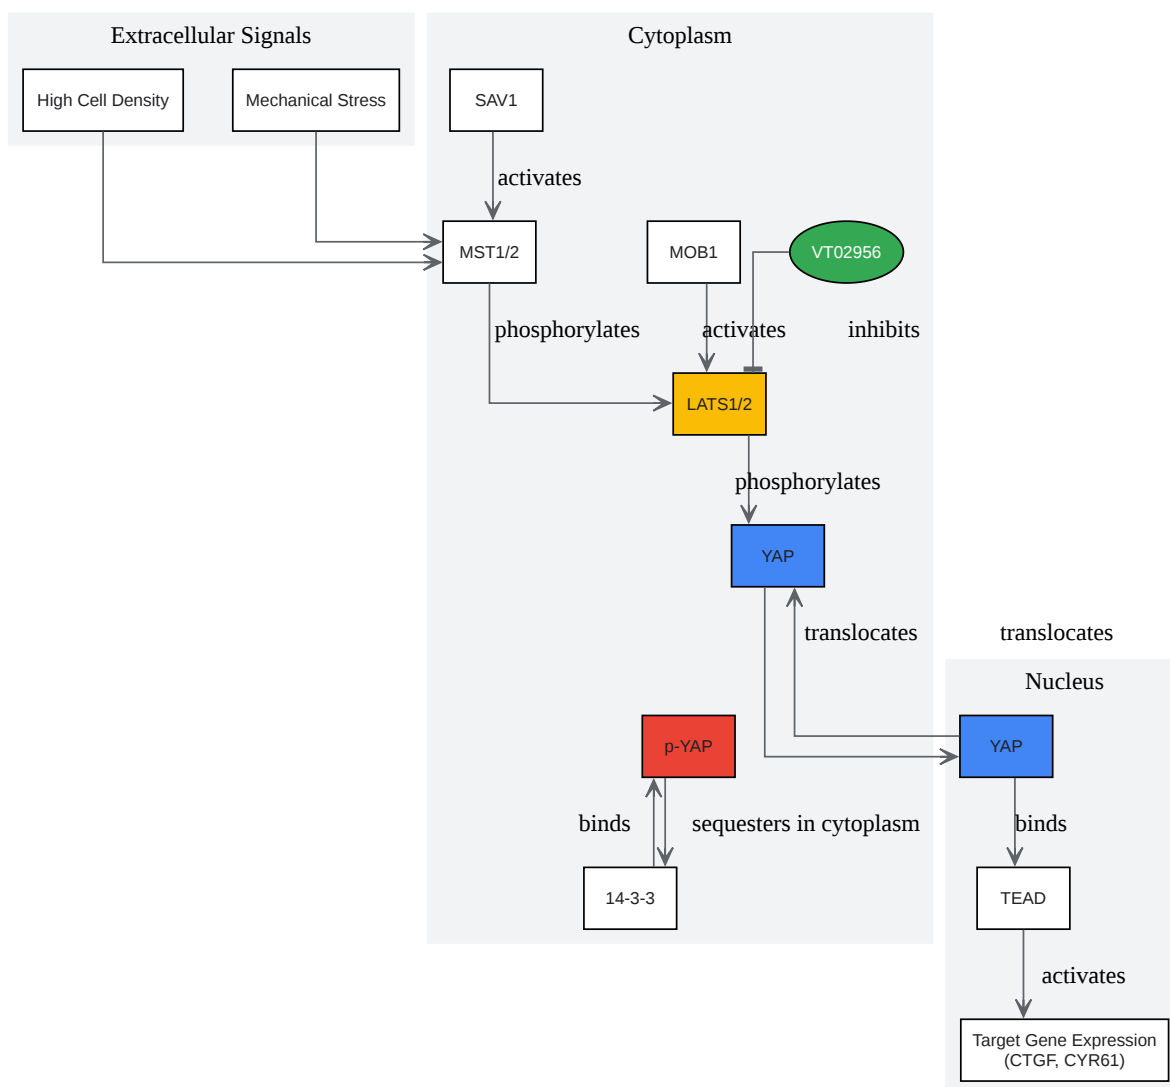 Extracellular Signals
Cytoplasm
High Cell Density
Mechanical Stress
SAV1
activates
MST1/2
MOB1
VT02956
phosphorylates
activates
inhibits
LATS1/2
phosphorylates
YAP
translocates
translocates
Nucleus
p-YAP
YAP
binds
sequesters in cytoplasm
binds
14-3-3
TEAD
activates
Target Gene Expression
(CTGF, CYR61)